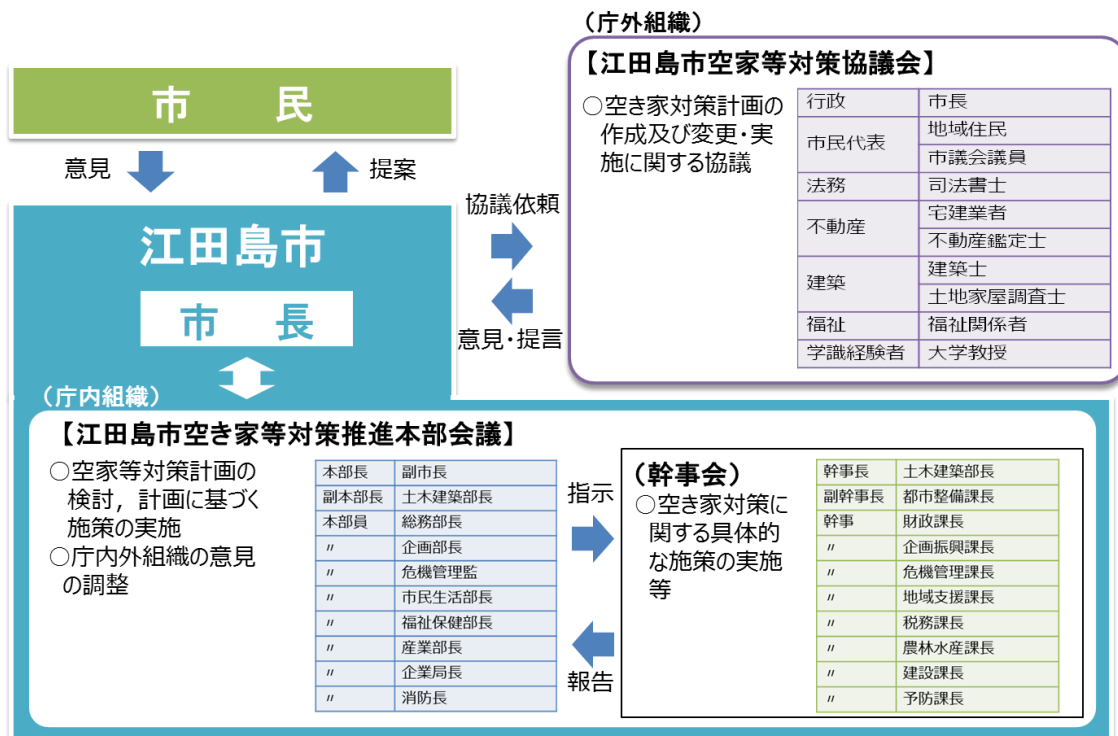 （庁外組織）
【江田島市空家等対策協議会】
○空き家対策計画の
作成及び変更・実
施に関する協議
行政 市長
市民代表 地域住民
市議会議員
法務 司法書士
不動産 宅建業者
不動産鑑定士
建築 建築士
土地家屋調査士
福祉 福祉関係者
学識経験者 大学教授
市　民
意見 提案
江田島市
市　長
協議依頼
意見・提言
（庁内組織）
【江田島市空き家等対策推進本部会議】
○空家等対策計画の
検討，計画に基づく
施策の実施
○庁内外組織の意見
の調整
本部長 副市長
副本部長 土木建築部長
本部員 総務部長
〃 企画部長
〃 危機管理監
〃 市民生活部長
〃 福祉保健部長
〃 産業部長
〃 企業局長
〃 消防長
指示
報告
（幹事会）
○空き家対策に
関する具体的
な施策の実施
等
幹事長 土木建築部長
副幹事長 都市整備課長
幹事 財政課長
〃 企画振興課長
〃 危機管理課長
〃 地域支援課長
〃 税務課長
〃 農林水産課長
〃 建設課長
〃 予防課長